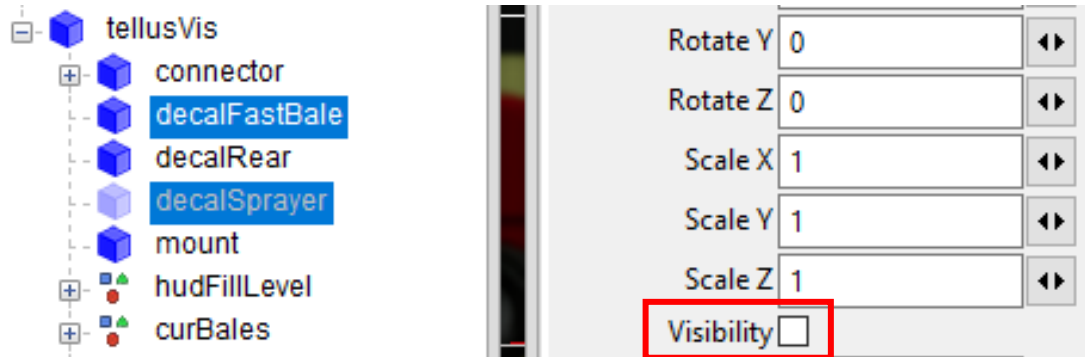 tellusVis
connector
decalFastBale
decalRear
decalSprayer
mount
hudFillLevel
curBales
Rotate Y 0
Rotate Z 0
Scale X 1
Scale Y 1
Scale Z 1
Visibility